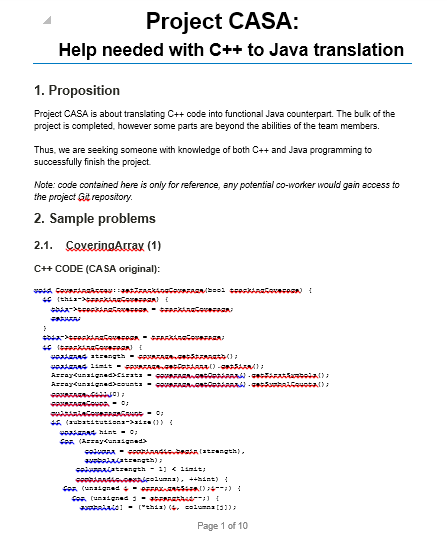 Project CASA:
Help needed with C++ to Java translation
1. Proposition
Project CASA is about translating C++ code into functional Java counterpart. The bulk of the
project is completed, however some parts are beyond the abilities of the team members.
Thus, we are seeking someone with knowledge of both C++ and Java programming to
successfully finish the project.
Note: code contained here is only for reference, any potential co-worker would gain access to
the project Git repository.
2. Sample problems
2.1. CoveringArray (1)
C++ CODE (CASA original):
void CoveringArray::setTrackingCoverage(bool trackingCoverage) {
if (this->trackingCoverage) {
this->trackingCoverage = trackingCoverage;
return;
}
this->trackingCoverage = trackingCoverage;
if (trackingCoverage) {
unsigned strength = coverage.getStrength();
unsigned limit = coverage.getOptions().getSize();
Array<unsigned>firsts = coverage.getOptions().getFirstSymbols();
Array<unsigned>counts = coverage.getOptions().getSymbolCounts();
coverage.fill(0);
coverageCount = 0;
multipleCoverageCount = 0;
if (substitutions->size()) {
unsigned hint = 0;
for (Array<unsigned>
columns = combinadic.begin(strength),
symbols(strength);
columns[strength - 1] < limit;
combinadic.next(columns), ++hint) {
for (unsigned i = array.getSize();i--;) {
for (unsigned j = strength;j--;) {
symbols[j] = (*this)(i, columns[j]);
Page 1 of 10